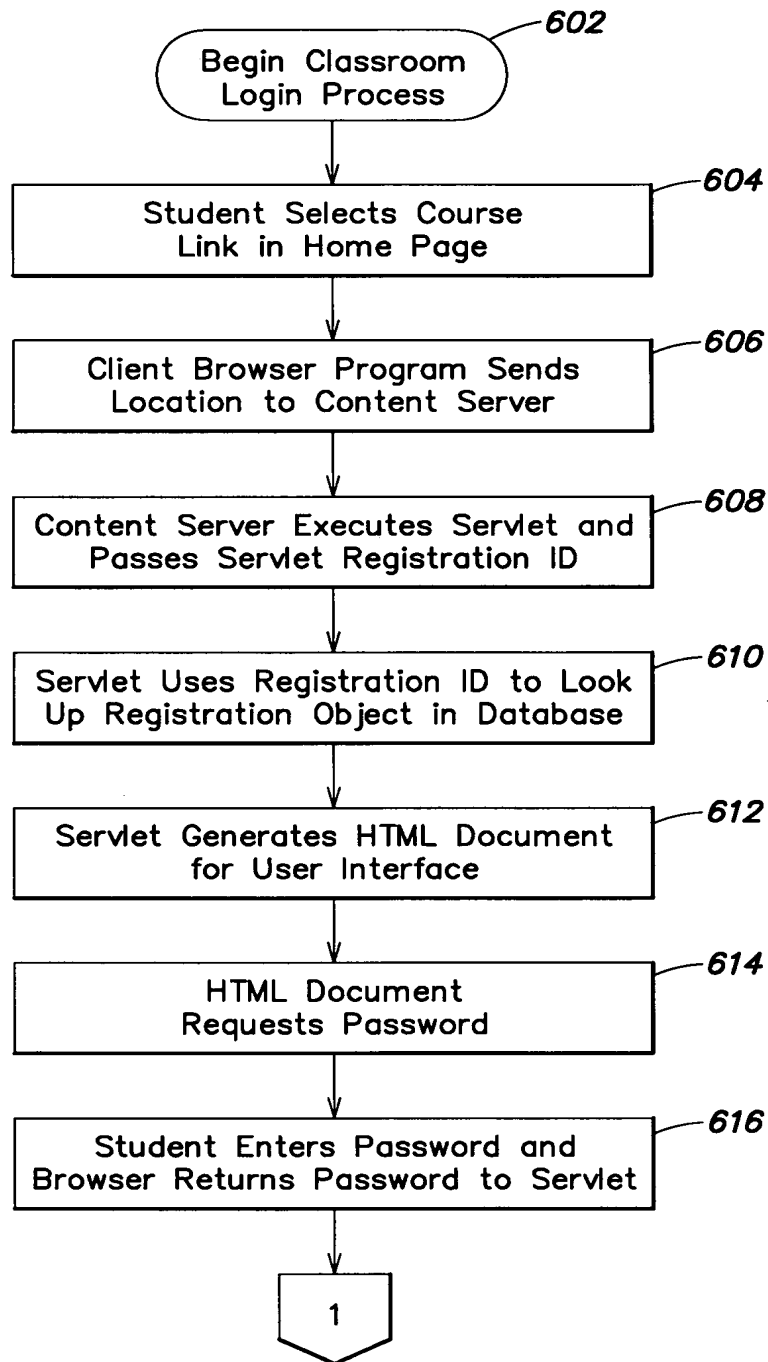 602
Begin Classroom
Login Process
604
Student Selects Course
Link in Home Page
606
Client Browser Program Sends
Location to Content Server
608
Content Server Executes Servlet and
Passes Servlet Registration ID
610
Servlet Uses Registration ID to Look
Up Registration Object in Database
612
Servlet Generates HTML Document
for User Interface
614
HTML Document
Requests Password
616
Student Enters Password and
Browser Returns Password to Servlet
1